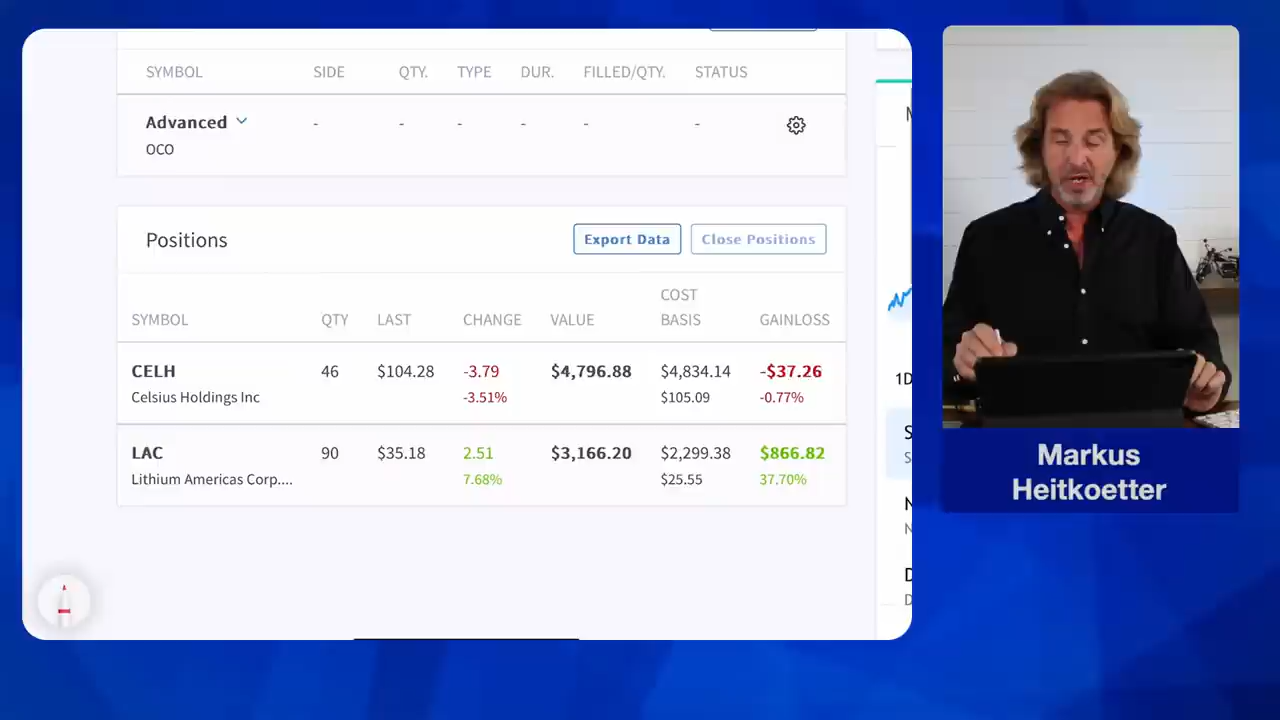 SYMBOL SIDE QTY. TYPE DUR. FILLED/QTY. STATUS
Advanced - - - - - -
OCO
Positions Export Data Close Positions
SYMBOL QTY LAST CHANGE VALUE COST BASIS GAINLOSS
CELH 46 $104.28 -3.79 $4,796.88 $4,834.14 -$37.26
Celsius Holdings Inc -3.51% $105.09 -0.77%
LAC 90 $35.18 2.51 $3,166.20 $2,299.38 $866.82
Lithium Americas Corp.... 7.68% $25.55 37.70%
1D
Markus
Heitkoetter